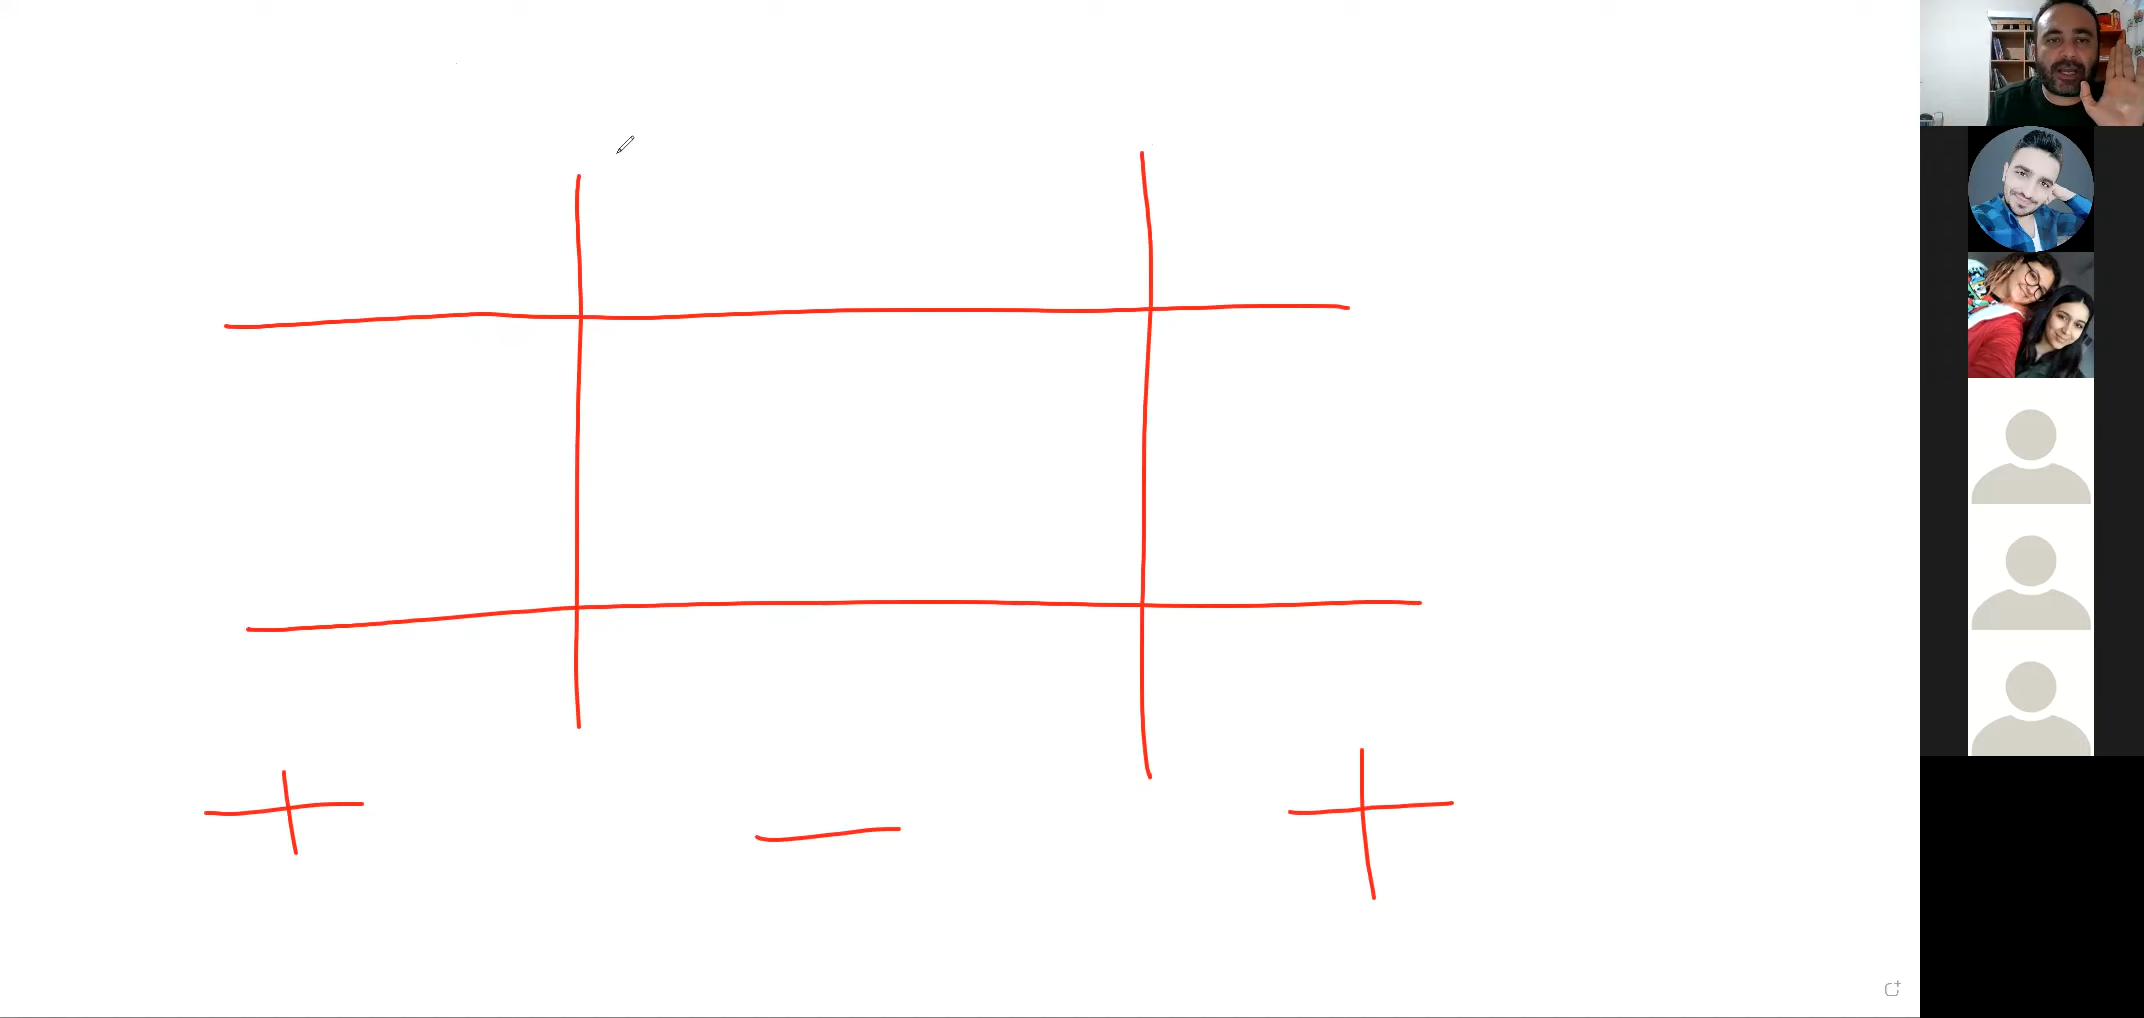 + − +